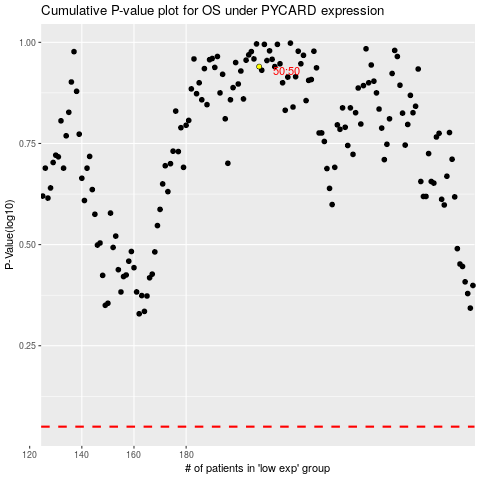 Cumulative P-value plot for OS under PYCARD expression
1.00
50:50
0.75
P-Value(log10)
0.50
0.25
120 140 160 180
# of patients in 'low exp' group